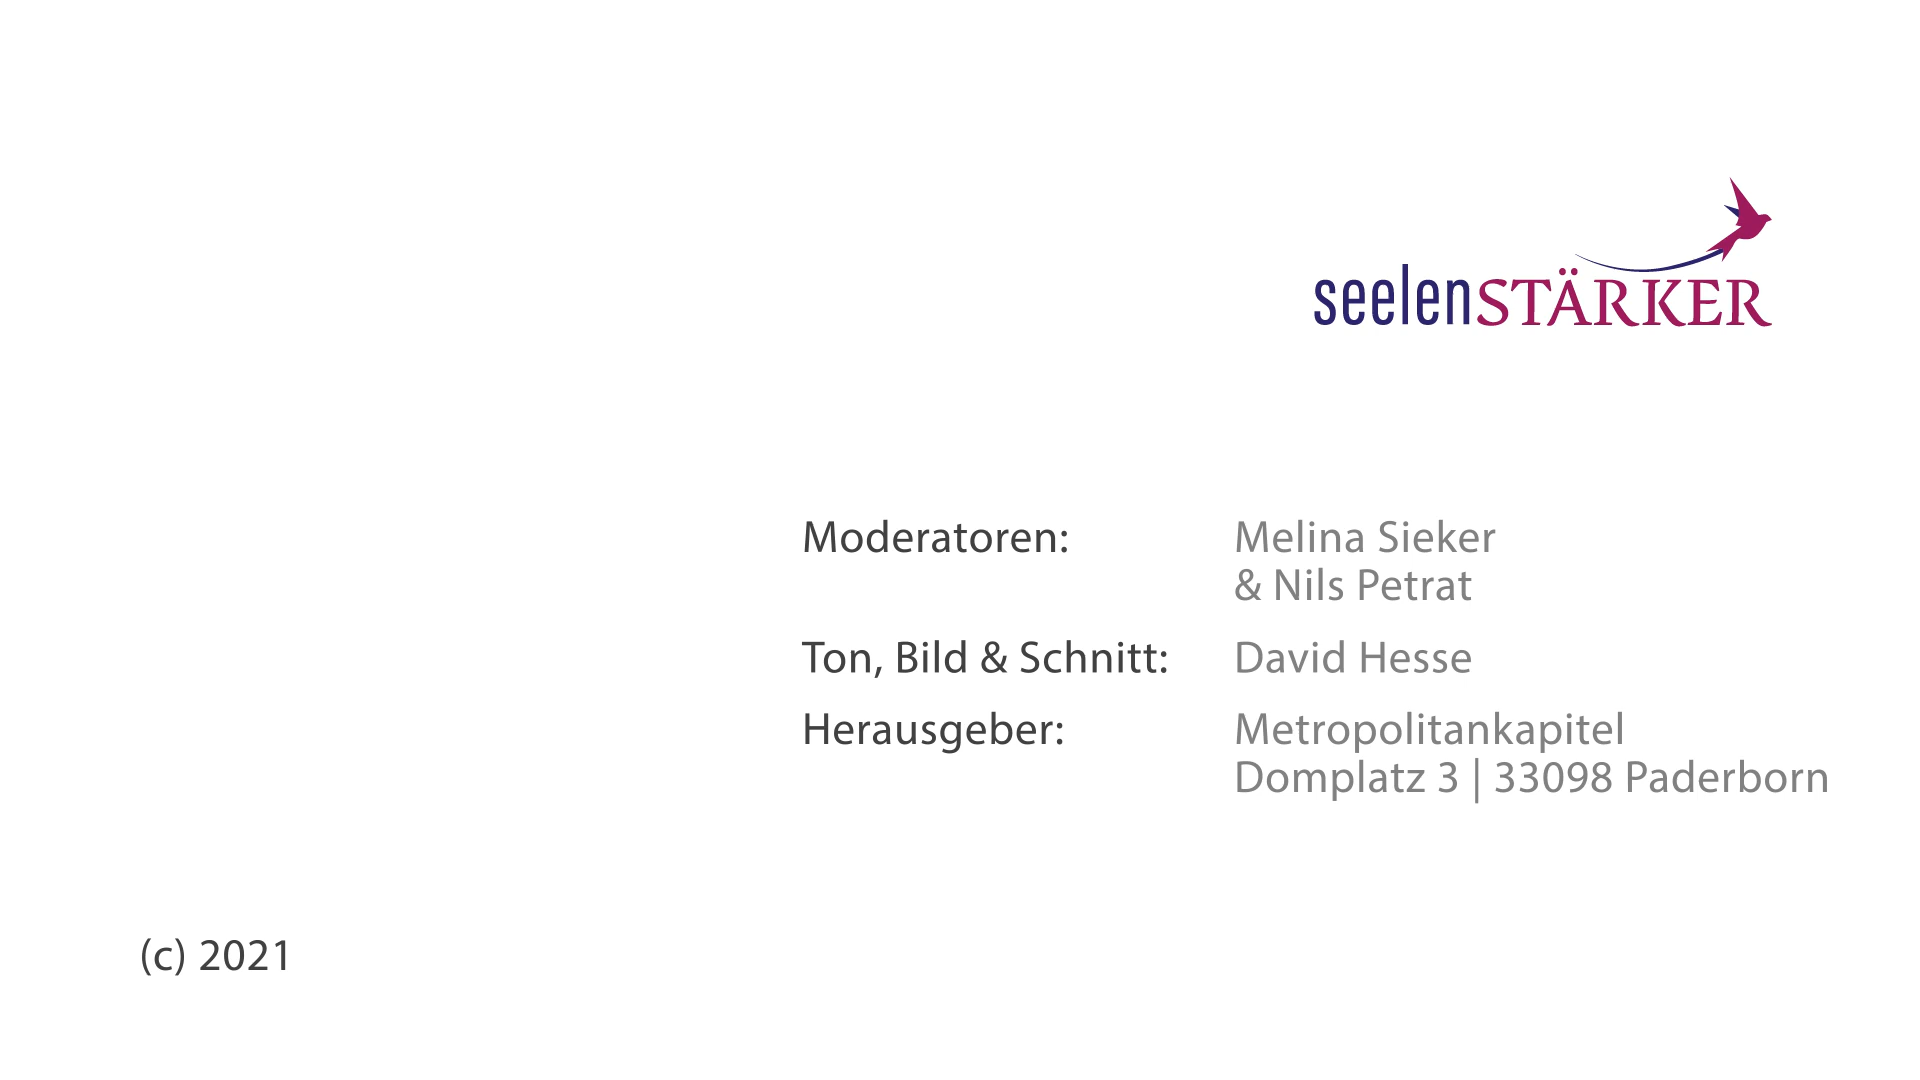 seelenSTÄRKER
Moderatoren: Melina Sieker
& Nils Petrat
Ton, Bild & Schnitt: David Hesse
Herausgeber: Metropolitankapitel
Domplatz 3 | 33098 Paderborn
(c) 2021